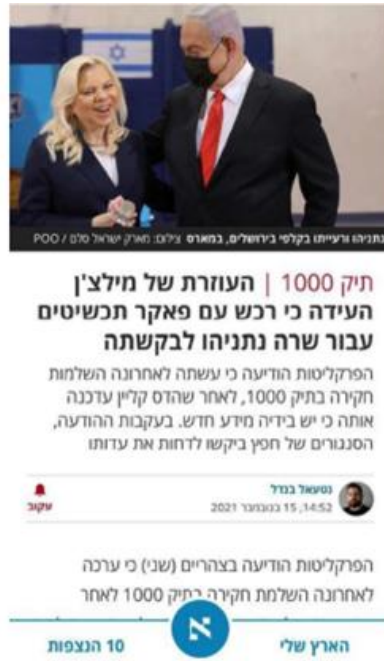 נתניהו ורעייתו בקלפי בירושלים, במארס צילום: מארק ישראל סלם / POO
תיק 1000 | העוזרת של מילצ'ן
העידה כי רכש עם פאקר תכשיטים
עבור שרה נתניהו לבקשתה
הפרקליטות הודיעה כי עשתה לאחרונה השלמות
חקירה בתיק 1000, לאחר שהדס קליין עדכנה
אותה כי יש בידיה מידע חדש. בעקבות ההודעה,
הסנגורים של חפץ ביקשו לדחות את עדותו
נטעאל בנדל
14:52, 15 בנובמבר 2021
עקוב
הפרקליטות הודיעה בצהריים (שני) כי ערכה
לאחרונה השלמת חקירה בתיק 1000 לאחר
הארץ שלי
א
10 הנצפות